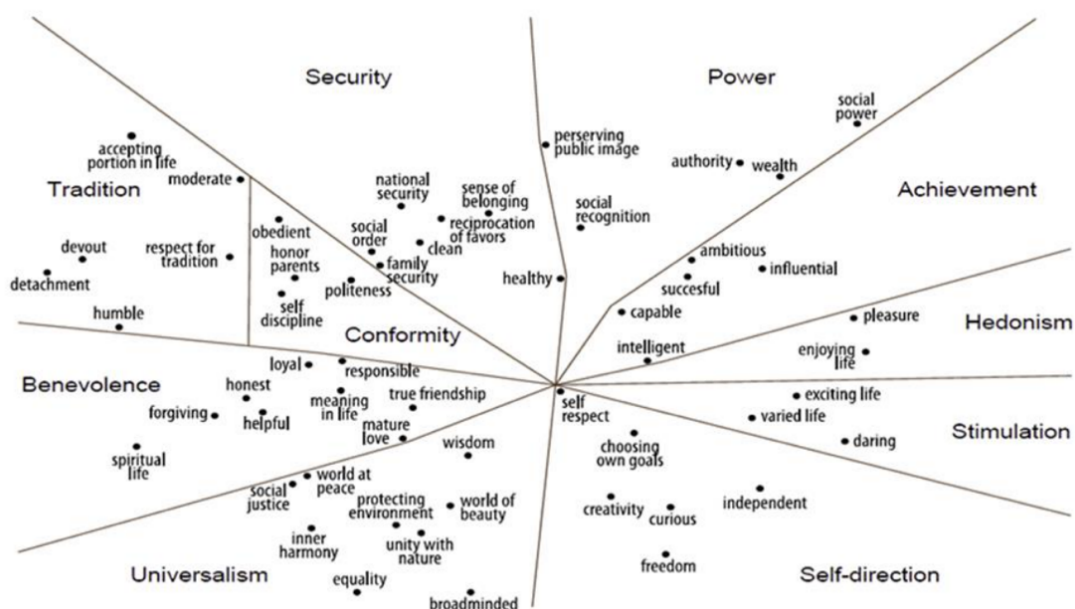 Security
Power
social
power
accepting
portion in life
perserving
public image
authority
wealth
moderate
Tradition
Achievement
national
security
sense of
belonging
social
recognition
reciprocation
of favors
obedient
social
order
clean
devout
respect for
tradition
honor
parents
family
security
ambitious
influential
detachment
politeness
healthy
succesful
self
discipline
humble
capable
pleasure
Hedonism
Conformity
intelligent
enjoying
life
Benevolence
loyal
responsible
honest
meaning
in life
true friendship
self
respect
exciting life
varied life
forgiving
helpful
mature
love
Stimulation
daring
wisdom
choosing
own goals
spiritual
life
world at
peace
social
justice
protecting
environment
world of
beauty
creativity
curious
independent
inner
harmony
unity with
nature
freedom
Universalism
equality
Self-direction
broadminded